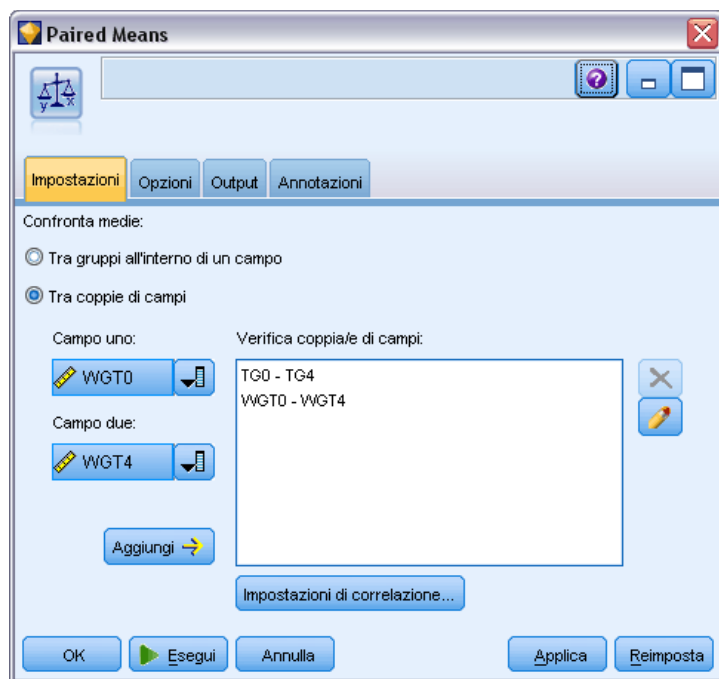 Paired Means
y x
?
Impostazioni Opzioni Output Annotazioni
Confronta medie:
Tra gruppi all'interno di un campo
Tra coppie di campi
Campo uno:
Verifica coppia/e di campi:
WGT0
TG0 - TG4
WGT0 - WGT4
Campo due:
WGT4
Aggiungi
Impostazioni di correlazione...
OK Esegui Annulla Applica Reimposta